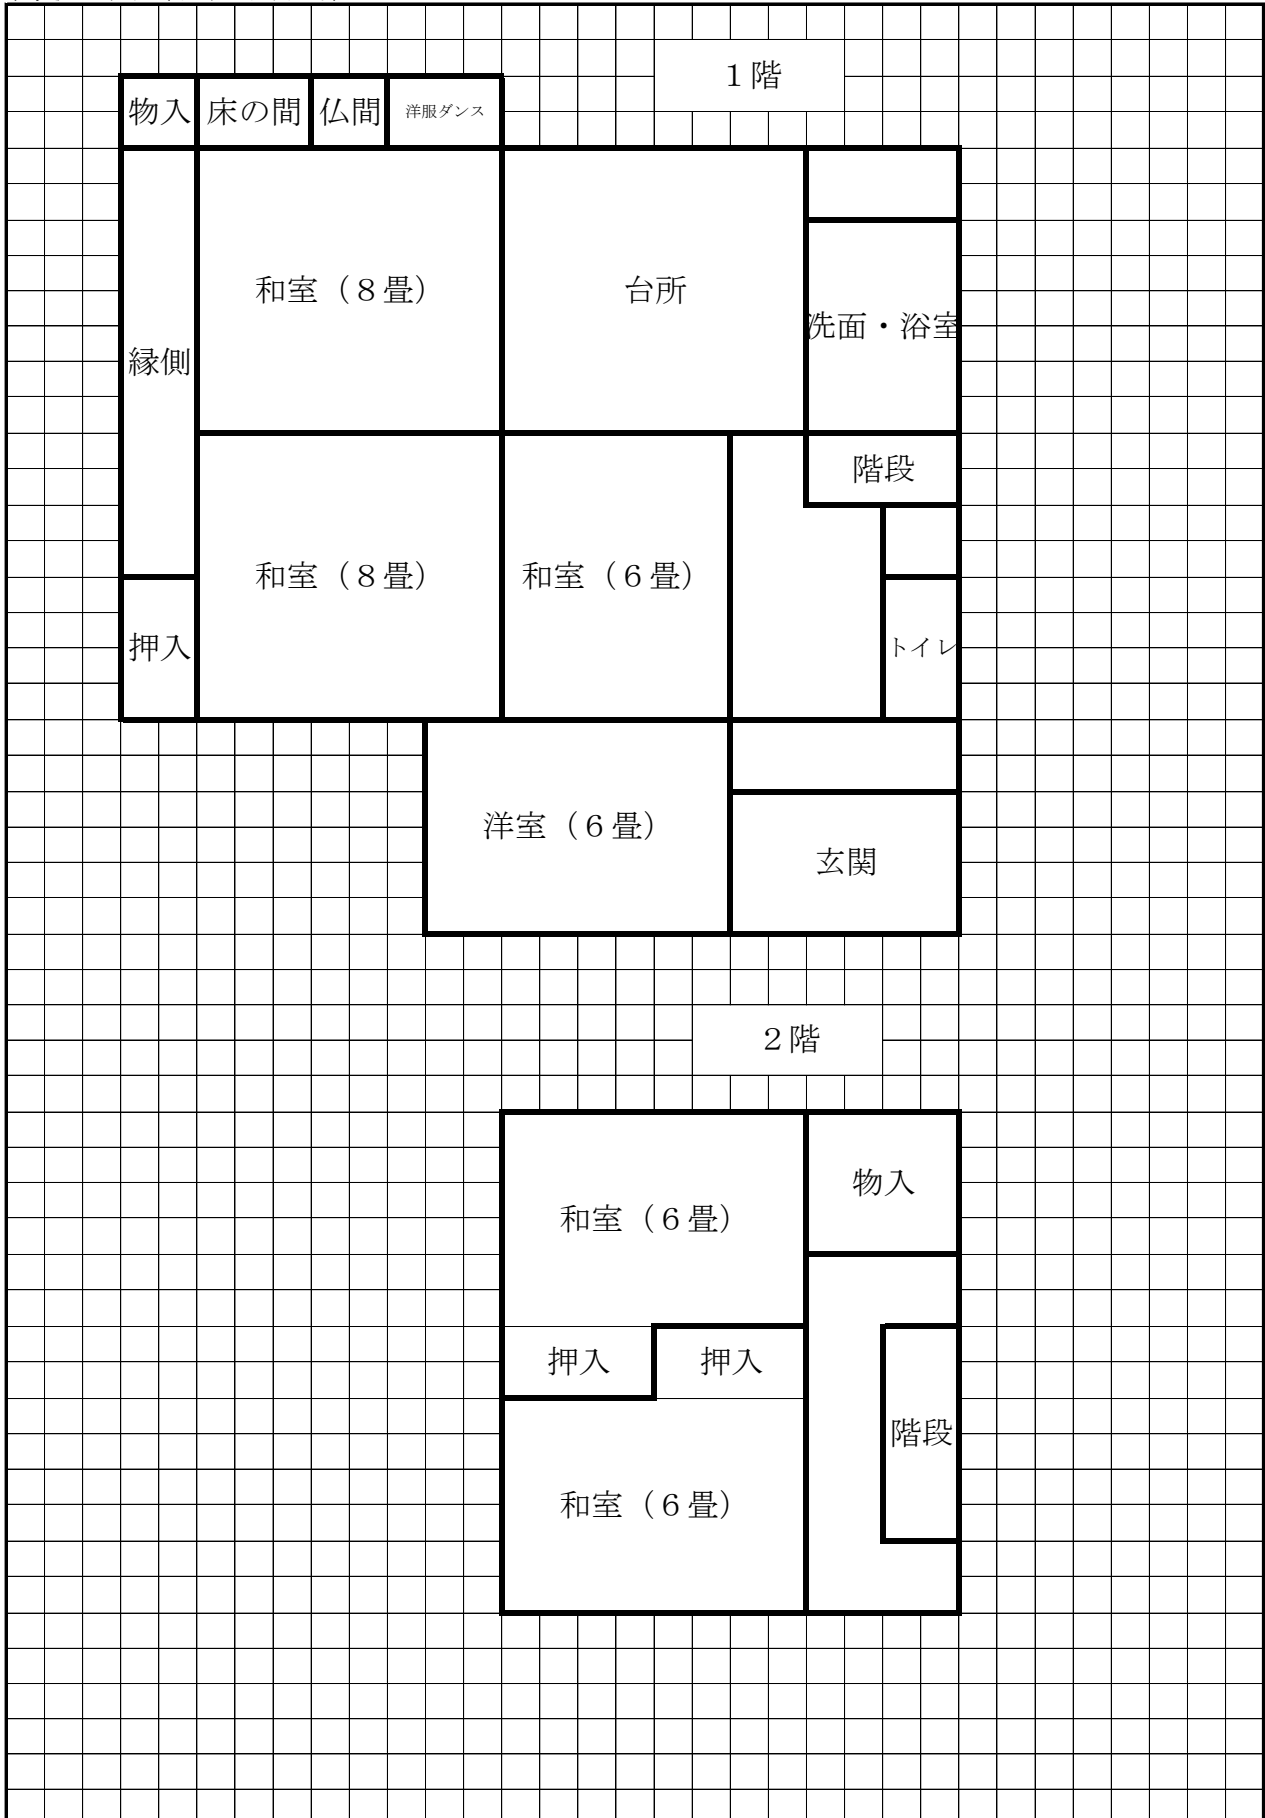 １階
物入
床の間
仏間
洋服ダンス
和室（８畳）
台所
洗面・浴室
縁側
階段
和室（８畳）
和室（６畳）
押入
トイレ
洋室（６畳）
玄関
２階
物入
和室（６畳）
押入
押入
階段
和室（６畳）